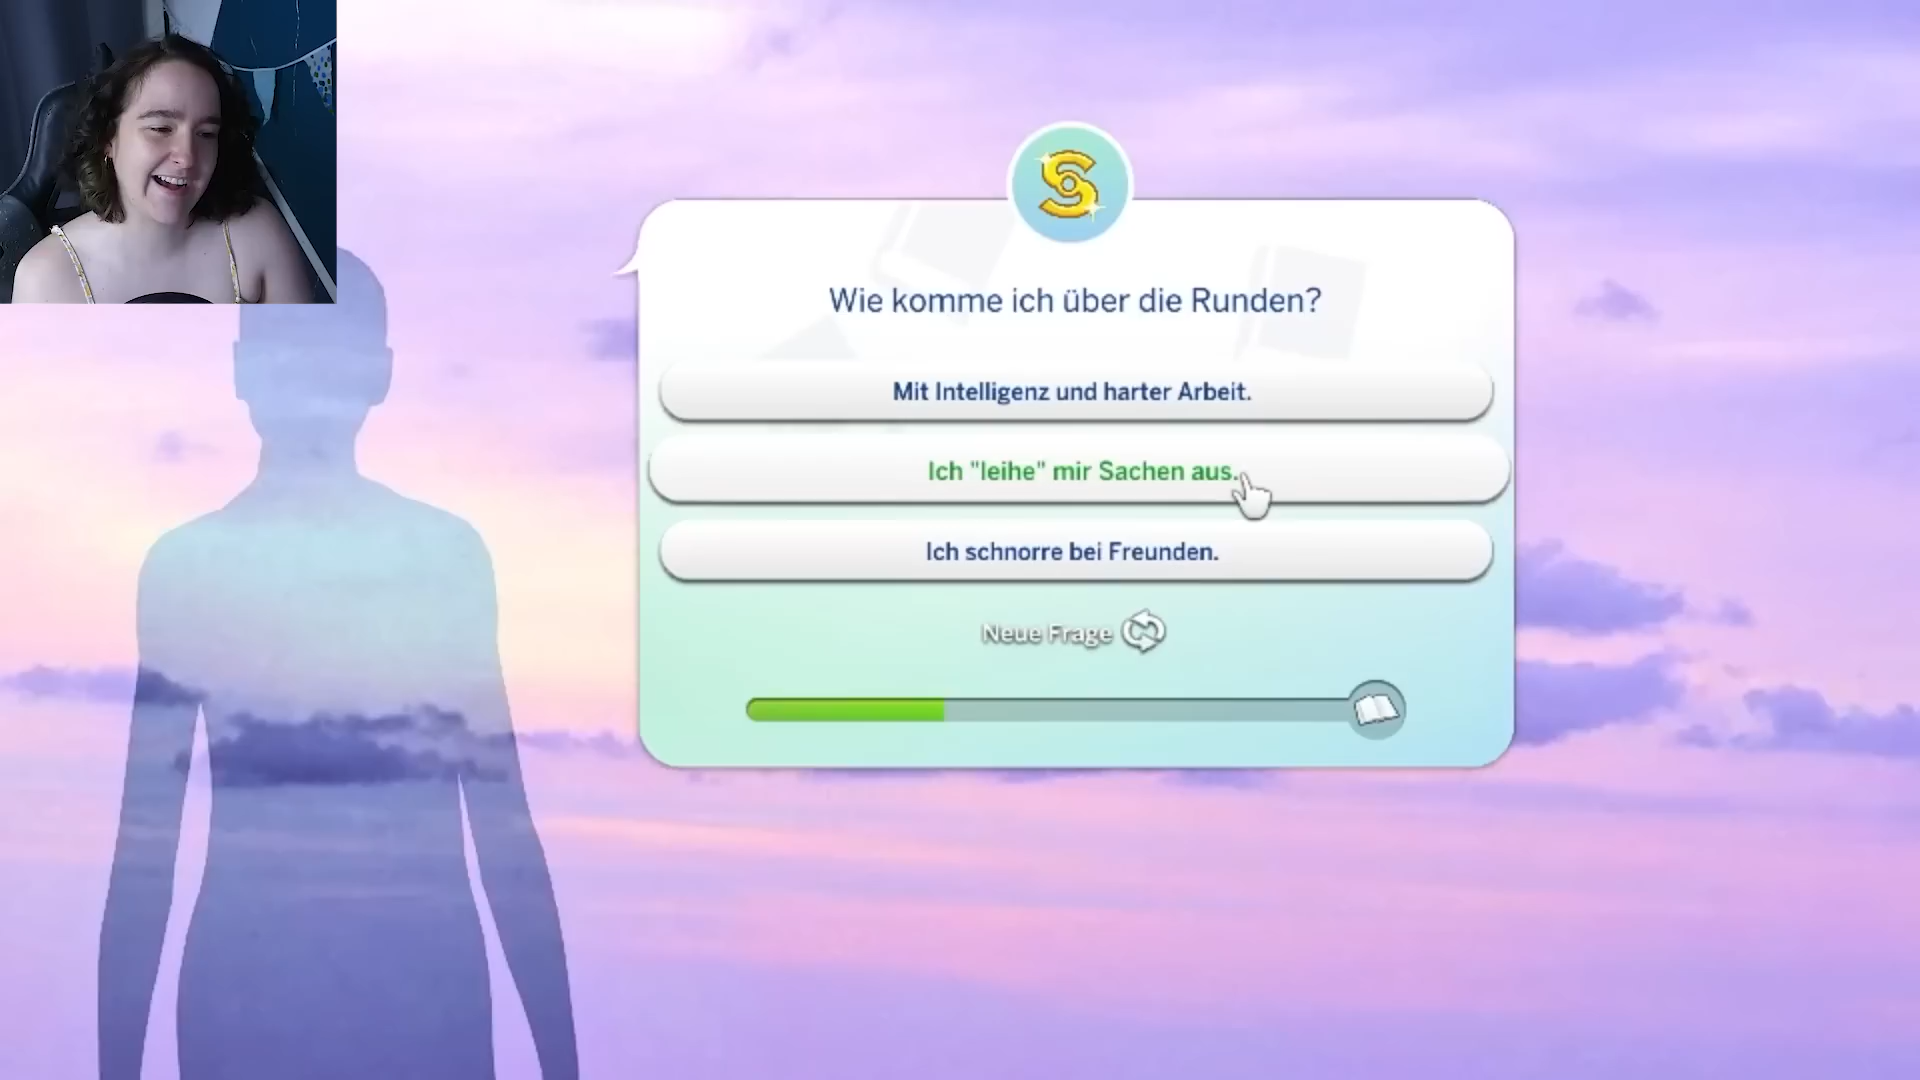 Wie komme ich über die Runden?
Mit Intelligenz und harter Arbeit.
Ich "leihe" mir Sachen aus.
Ich schnorre bei Freunden.
Neue Frage